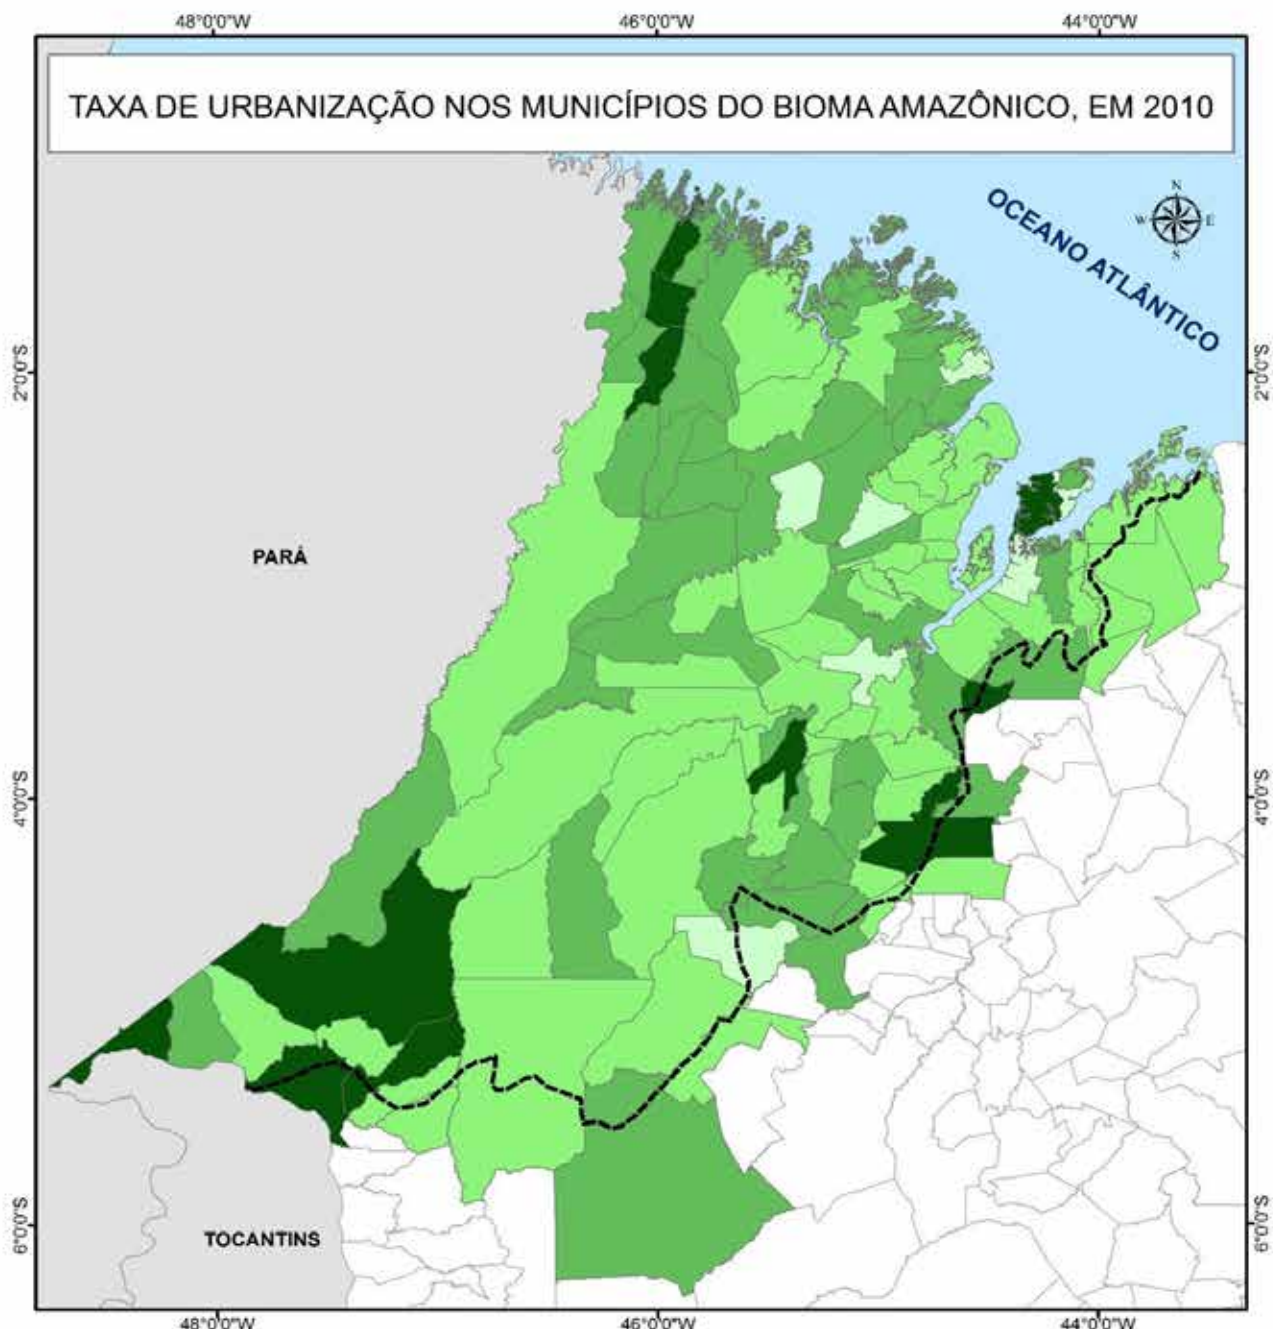 48°0'0"W 46°0'0"W 44°0'0"W
TAXA DE URBANIZAÇÃO NOS MUNICÍPIOS DO BIOMA AMAZÔNICO, EM 2010
N
W E
S
OCEANO ATLÂNTICO
2°0'0"S 2°0'0"S
PARÁ
4°0'0"S 4°0'0"S
TOCANTINS
6°0'0"S 6°0'0"S
48°0'0"W 46°0'0"W 44°0'0"W